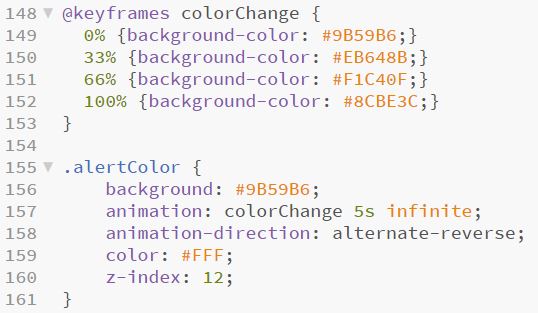 148 ▼ @keyframes colorChange {
149     0% {background-color: #9B59B6;}
150     33% {background-color: #EB648B;}
151     66% {background-color: #F1C40F;}
152     100% {background-color: #8CBE3C;}
153   }
154
155 ▼ .alertColor {
156       background: #9B59B6;
157       animation: colorChange 5s infinite;
158       animation-direction: alternate-reverse;
159       color: #FFF;
160       z-index: 12;
161   }